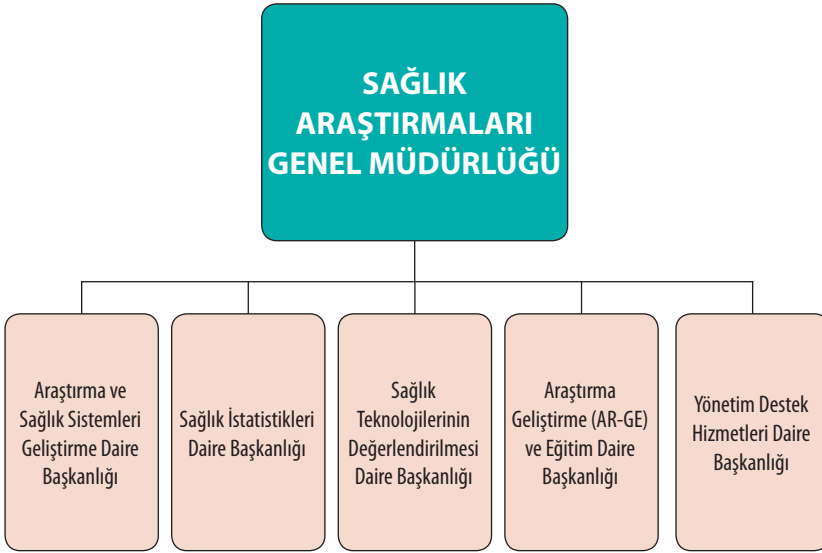 SAĞLIK
ARAŞTIRMALARI
GENEL MÜDÜRLÜĞÜ
Araştırma ve
Sağlık Sistemleri
Geliştirme Daire
Başkanlığı
Sağlık İstatistikleri
Daire Başkanlığı
Sağlık
Teknolojilerinin
Değerlendirilmesi
Daire Başkanlığı
Araştırma
Geliştirme (AR-GE)
ve Eğitim Daire
Başkanlığı
Yönetim Destek
Hizmetleri Daire
Başkanlığı